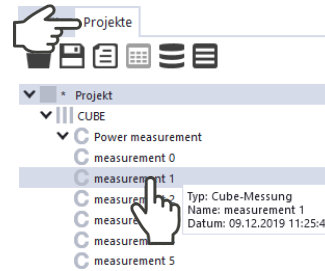 Projekte
* Projekt
CUBE
Power measurement
measurement 0
measurement 1
Typ: Cube-Messung
Name: measurement 1
Datum: 09.12.2019 11:25:4
measurement 5